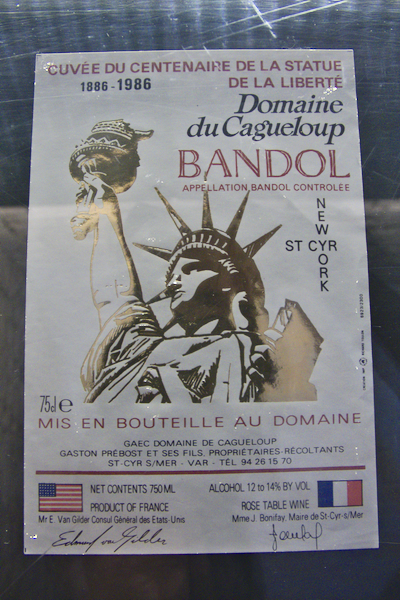 CUVÉE DU CENTENAIRE DE LA STATUE
DE LA LIBERTÉ
1886-1986
Domaine
du Cagueloup
BANDOL
APPELLATION BANDOL CONTROLÉE
NEW YORK
ST CYR
75cl e
MIS EN BOUTEILLE AU DOMAINE
GAEC DOMAINE DE CAGUELOUP
GASTON PRÉBOST ET SES FILS. PROPRIÉTAIRES-RÉCOLTANTS
ST-CYR S/MER - VAR - TÉL 94 26 15 70
NET CONTENTS 750 ML
PRODUCT OF FRANCE
Mr E. Van Gilder Consul Général des Etats-Unis
Edmund van Gilder
ALCOHOL 12 to 14% BY VOL
ROSE TABLE WINE
Mme J. Bonifay, Maire de St-Cyr-s/Mer